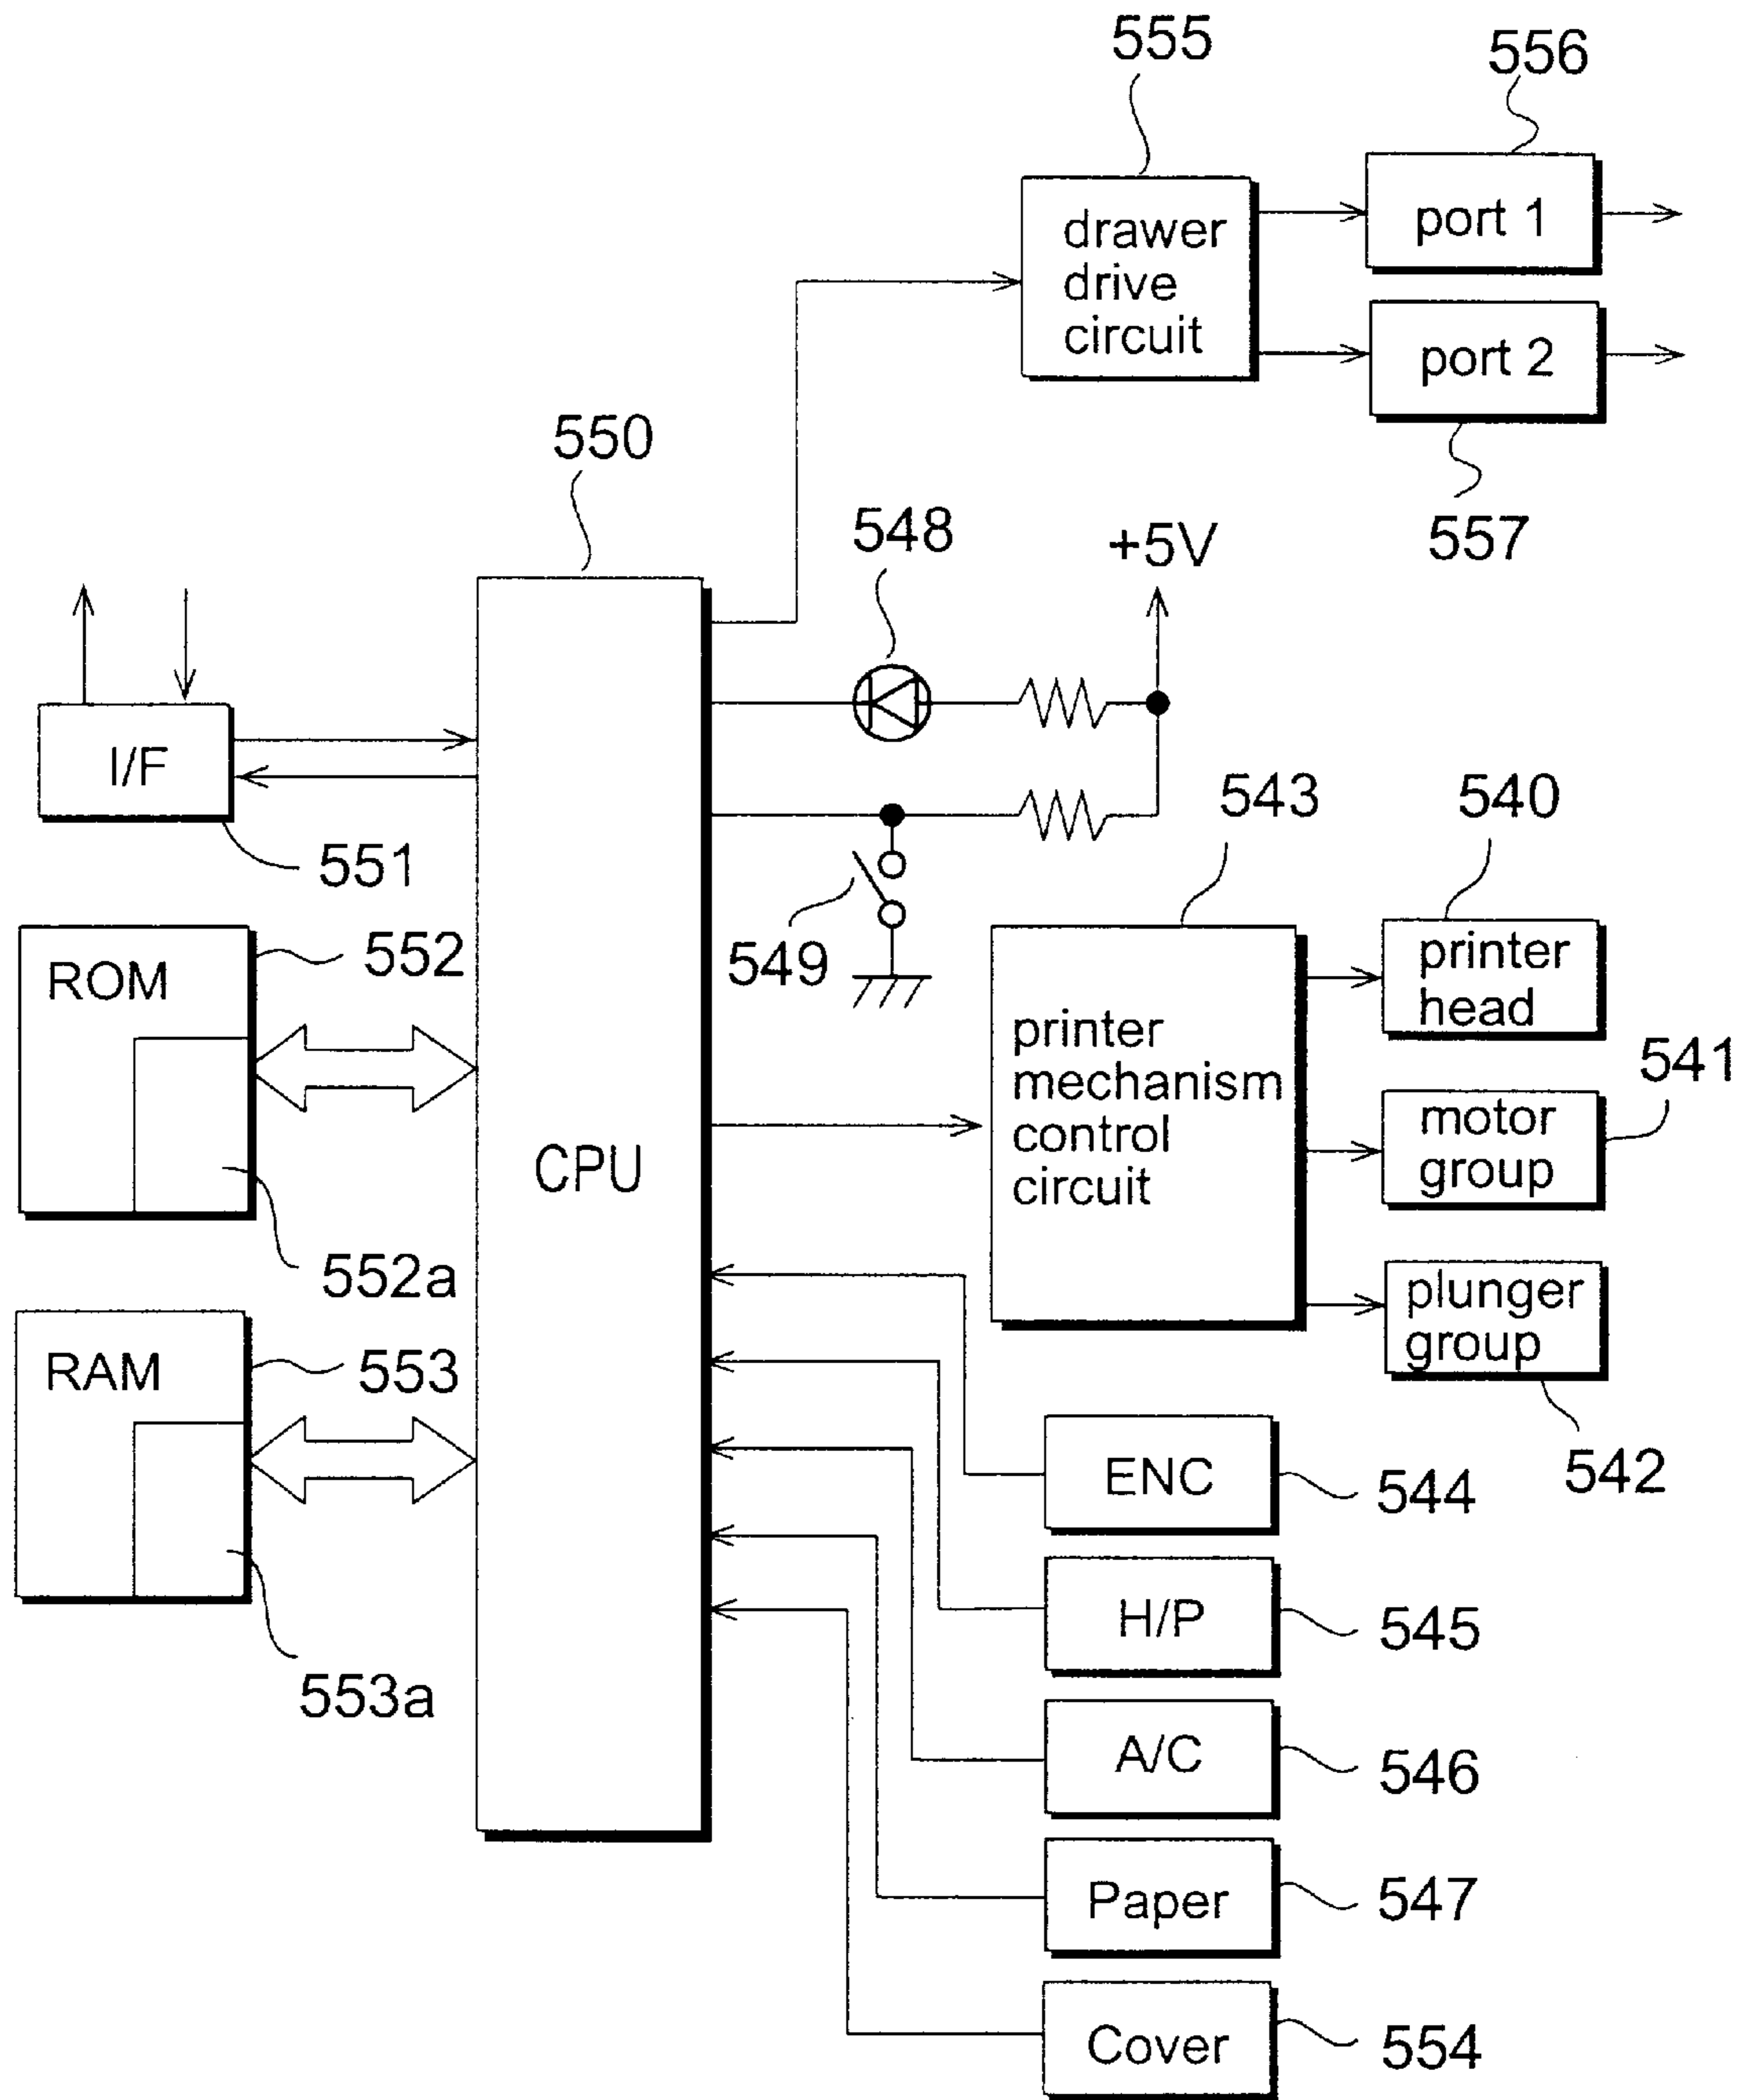 555
556
drawer
drive
circuit
port 1
port 2
557
550
548
+5V
I/F
551
549
543
540
printer
head
ROM
552
552a
printer
mechanism
control
circuit
541
motor
group
CPU
plunger
group
542
RAM
553
553a
ENC
544
H/P
545
A/C
546
Paper
547
Cover
554